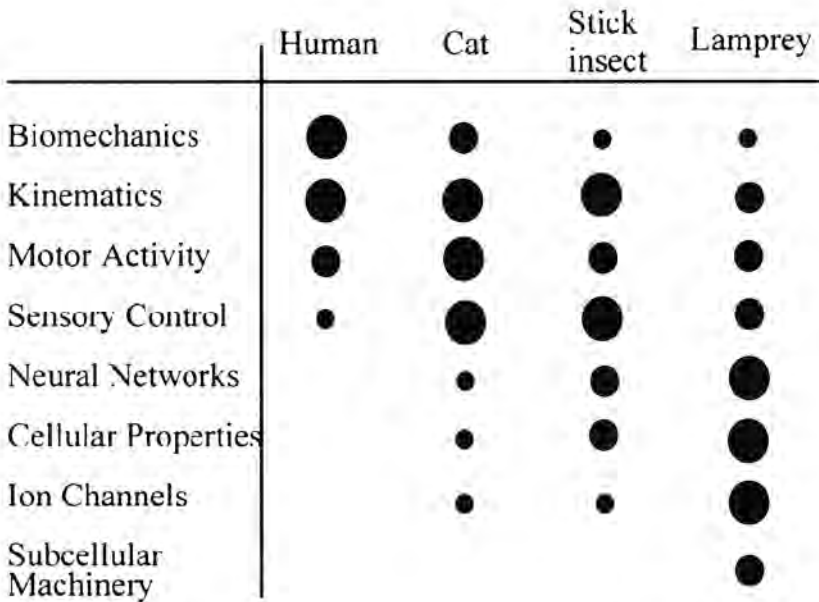 Human Cat Stick insect Lamprey
Biomechanics
Kinematics
Motor Activity
Sensory Control
Neural Networks
Cellular Properties
Ion Channels
Subcellular
Machinery